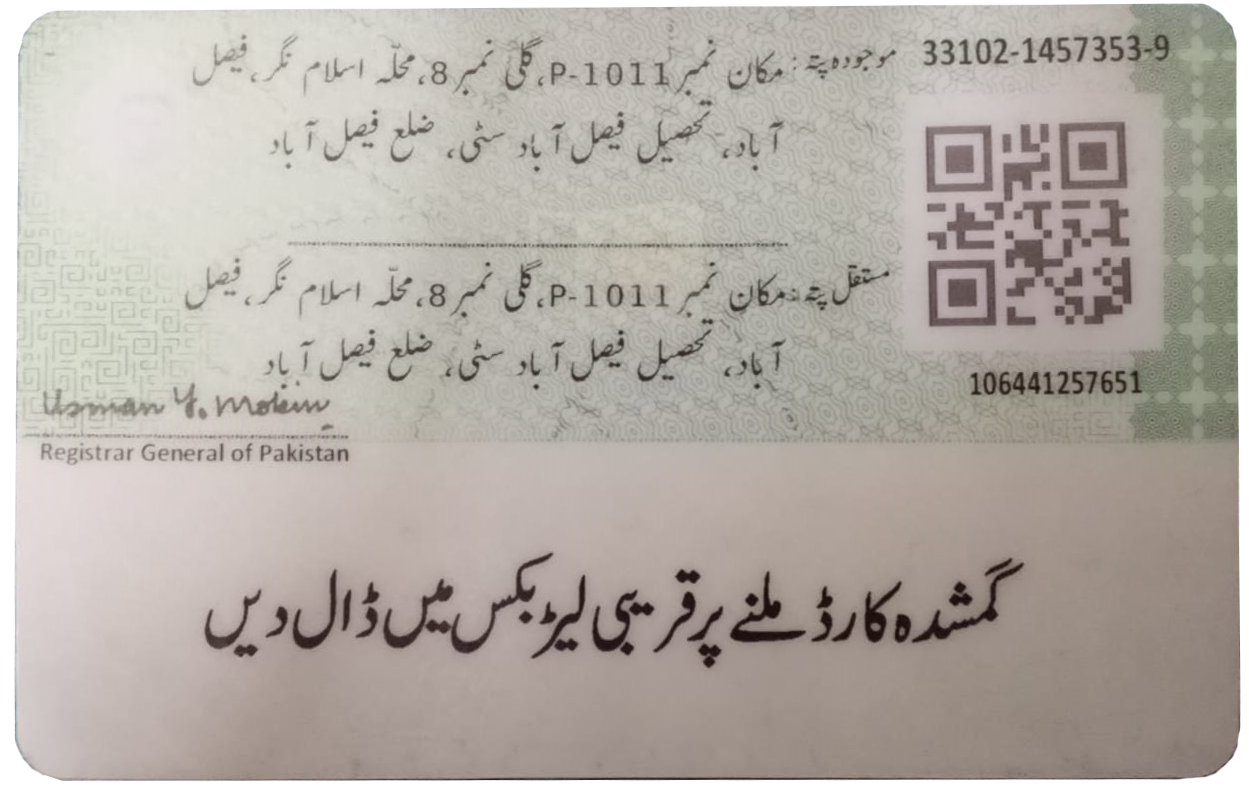 33102-1457353-9
موجودہ پتہ: مکان نمبر P-1011، گلی نمبر 8، محلّہ اسلام نگر، فیصل
آباد، تحصیل فیصل آباد سٹی، ضلع فیصل آباد
مستقل پتہ: مکان نمبر P-1011، گلی نمبر 8، محلّہ اسلام نگر، فیصل
آباد، تحصیل فیصل آباد سٹی، ضلع فیصل آباد
106441257651
Usman Y. Mobin
Registrar General of Pakistan
گمشدہ کارڈ ملنے پر قریبی لیٹر بکس میں ڈال دیں